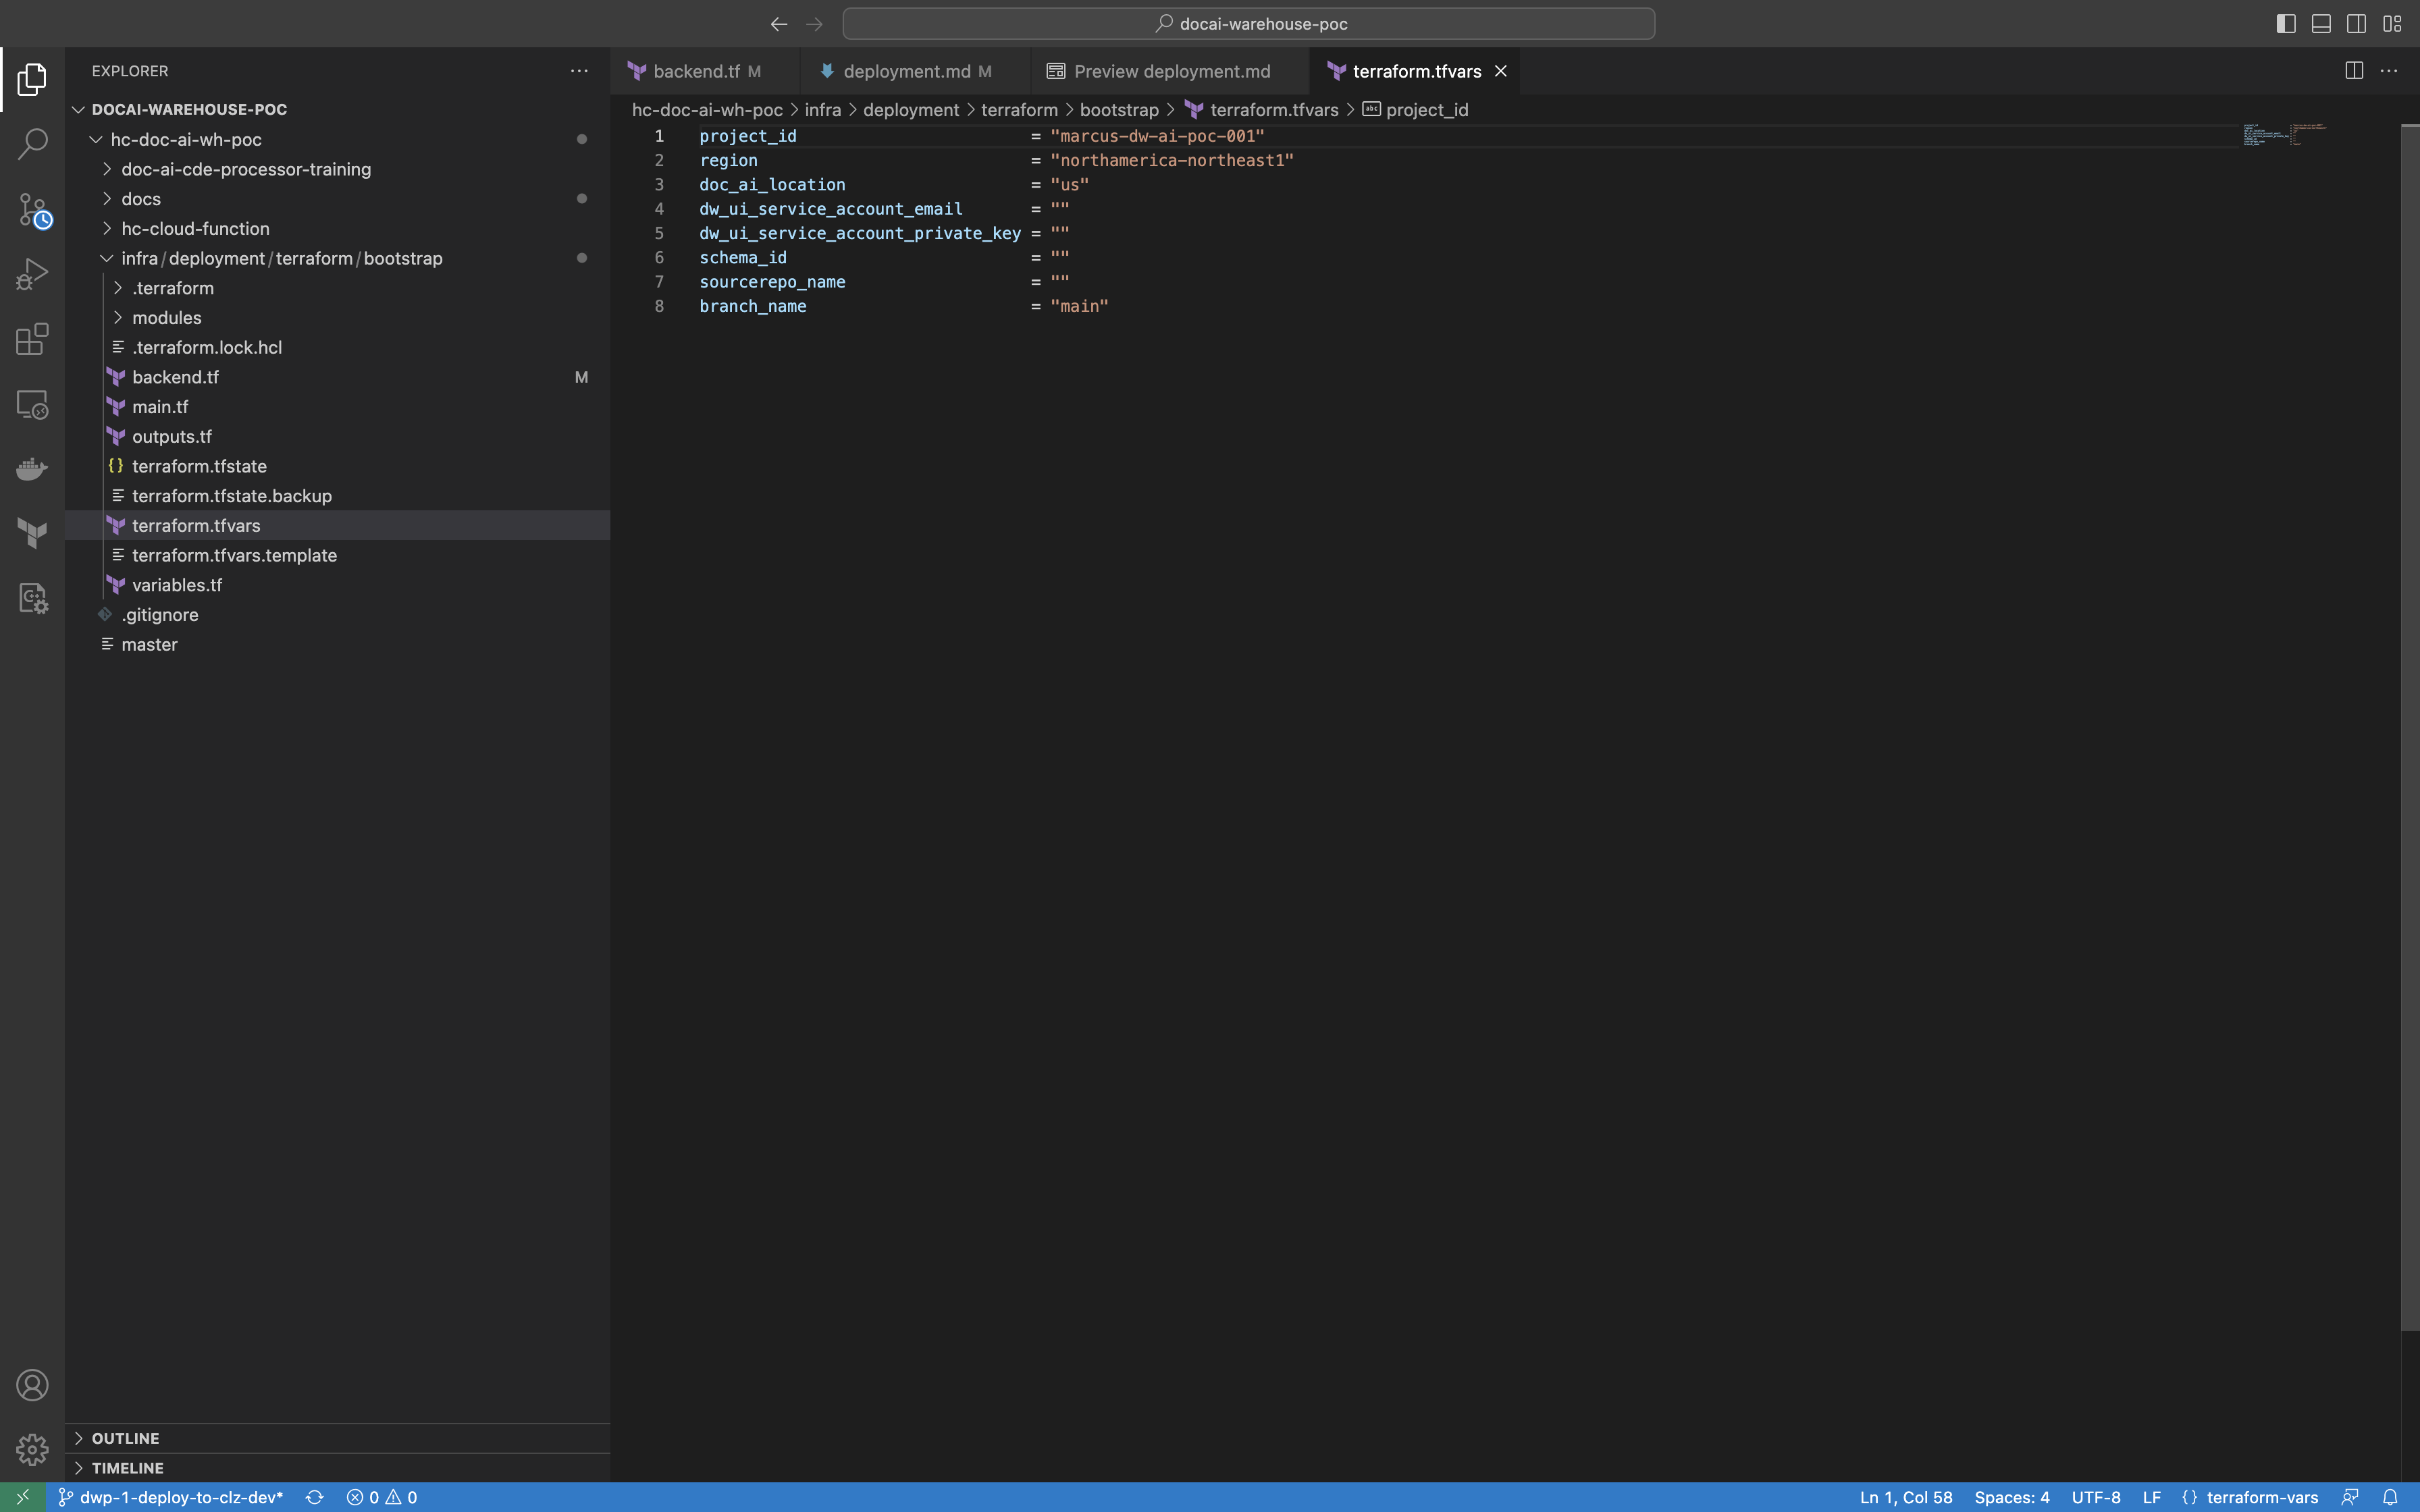 docai-warehouse-poc
EXPLORER
DOCAI-WAREHOUSE-POC
hc-doc-ai-wh-poc
doc-ai-cde-processor-training
docs
hc-cloud-function
infra/deployment/terraform/bootstrap
.terraform
modules
.terraform.lock.hcl
backend.tf M
main.tf
outputs.tf
{} terraform.tfstate
terraform.tfstate.backup
terraform.tfvars
terraform.tfvars.template
variables.tf
.gitignore
master
OUTLINE
TIMELINE
backend.tf M deployment.md M Preview deployment.md terraform.tfvars
hc-doc-ai-wh-poc > infra > deployment > terraform > bootstrap > terraform.tfvars > abc project_id
1 project_id = "marcus-dw-ai-poc-001"
2 region = "northamerica-northeast1"
3 doc_ai_location = "us"
4 dw_ui_service_account_email = ""
5 dw_ui_service_account_private_key = ""
6 schema_id = ""
7 sourcerepo_name = ""
8 branch_name = "main"
dwp-1-deploy-to-clz-dev* 0 0 Ln 1, Col 58 Spaces: 4 UTF-8 LF {} terraform-vars